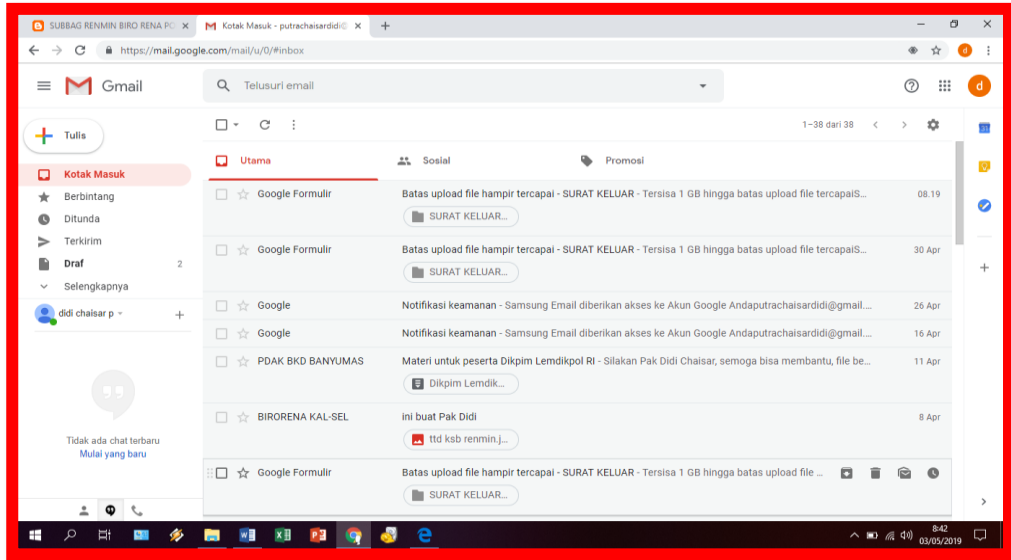 SUBBAG RENMIN BIRO RENA PO
Kotak Masuk - putrachaisardidi@
https://mail.google.com/mail/u/0/#inbox
d
Gmail
Telusuri email
d
Tulis
1–38 dari 38
31
Utama
Sosial
Promosi
Kotak Masuk
Berbintang
Ditunda
Terkirim
Draf 2
Selengkapnya
didi chaisar p
Google Formulir Batas upload file hampir tercapai - SURAT KELUAR - Tersisa 1 GB hingga batas upload file tercapaiS... 08.19
SURAT KELUAR...
Google Formulir Batas upload file hampir tercapai - SURAT KELUAR - Tersisa 1 GB hingga batas upload file tercapaiS... 30 Apr
SURAT KELUAR...
Google Notifikasi keamanan - Samsung Email diberikan akses ke Akun Google Andaputrachaisardidi@gmail.... 26 Apr
Google Notifikasi keamanan - Samsung Email diberikan akses ke Akun Google Andaputrachaisardidi@gmail.... 16 Apr
PDAK BKD BANYUMAS Materi untuk peserta Dikpim Lemdikpol RI - Silakan Pak Didi Chaisar, semoga bisa membantu, file be... 11 Apr
Dikpim Lemdik...
BIRORENA KAL-SEL ini buat Pak Didi 8 Apr
ttd ksb renmin.j...
Google Formulir Batas upload file hampir tercapai - SURAT KELUAR - Tersisa 1 GB hingga batas upload file ...
SURAT KELUAR...
Tidak ada chat terbaru
Mulai yang baru
8:42
03/05/2019